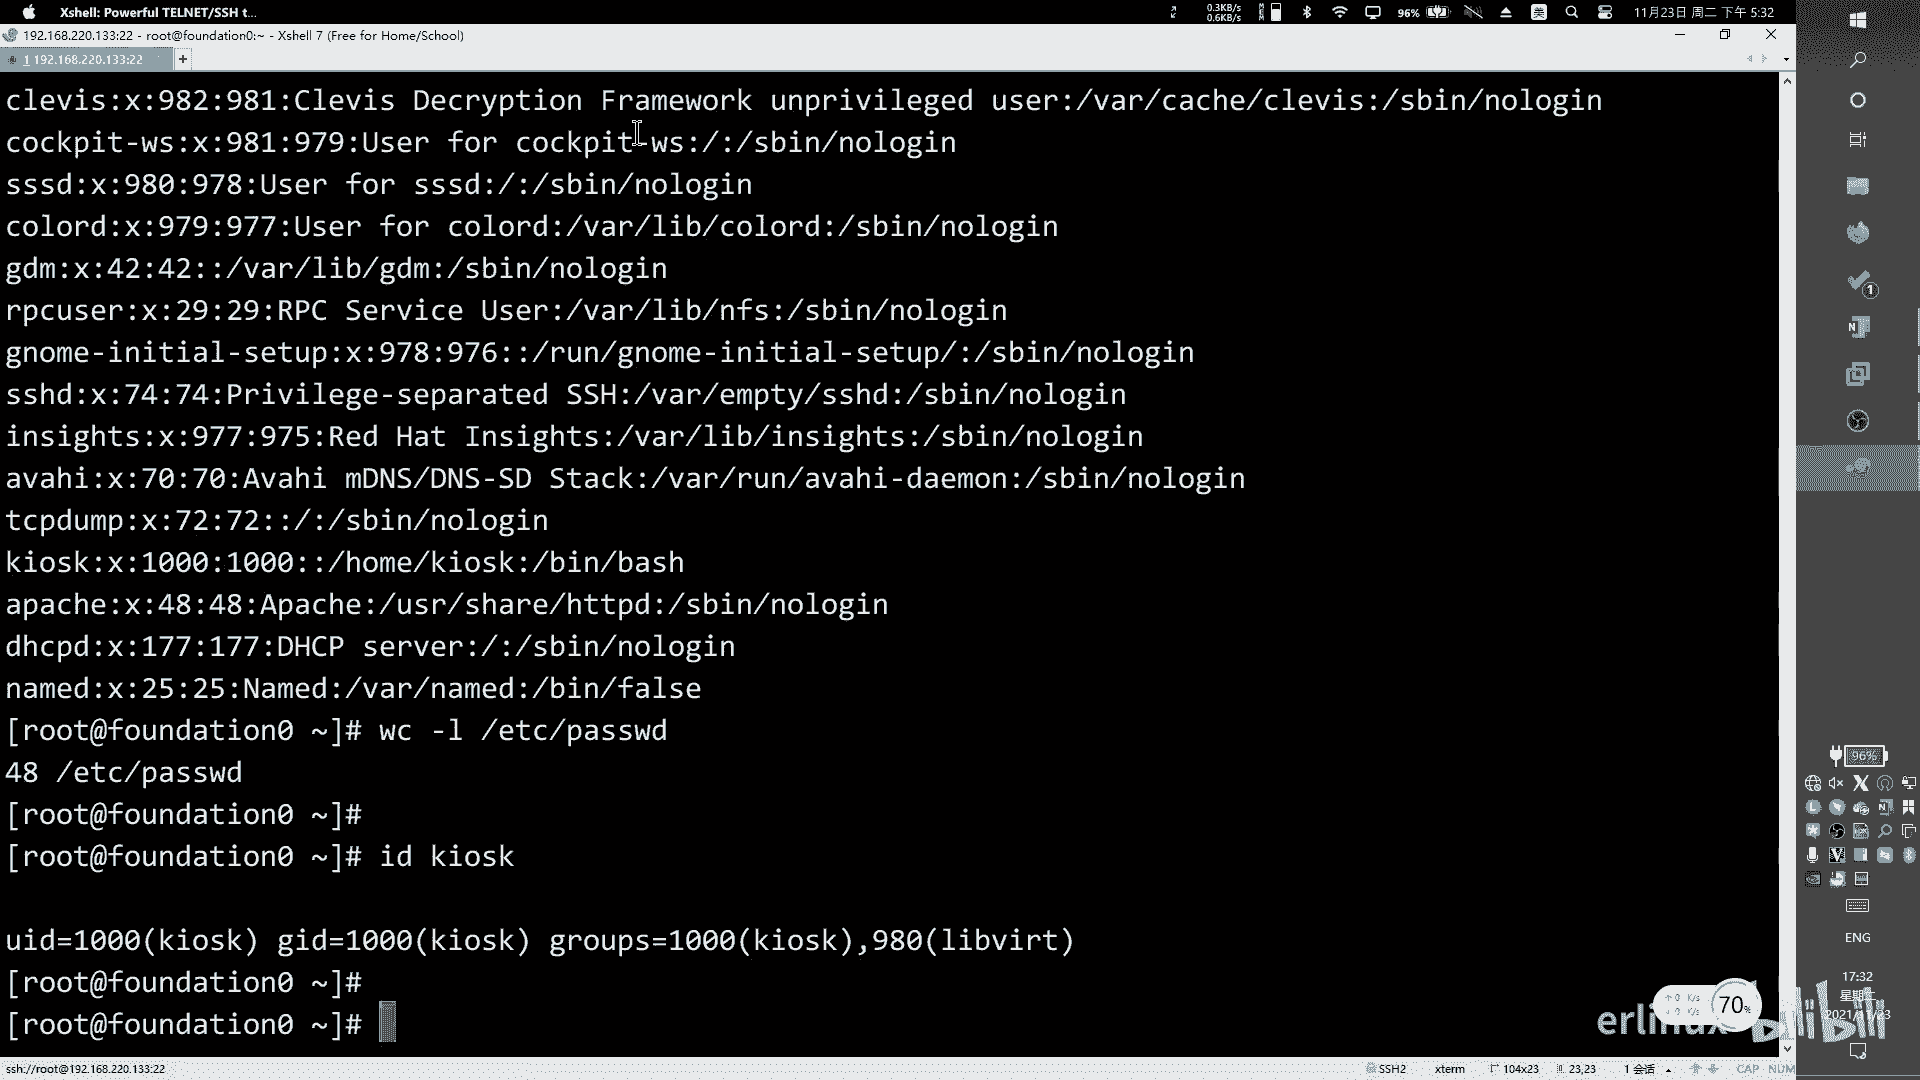 Xshell: Powerful TELNET/SSH t...
0.3KB/s
0.6KB/s
96%
美
11月23日 周二 下午 5:32
192.168.220.133:22 - root@foundation0:~ - Xshell 7 (Free for Home/School)
1 192.168.220.133:22
+
clevis:x:982:981:Clevis Decryption Framework unprivileged user:/var/cache/clevis:/sbin/nologin
cockpit-ws:x:981:979:User for cockpit-ws:/:/sbin/nologin
sssd:x:980:978:User for sssd:/:/sbin/nologin
colord:x:979:977:User for colord:/var/lib/colord:/sbin/nologin
gdm:x:42:42::/var/lib/gdm:/sbin/nologin
rpcuser:x:29:29:RPC Service User:/var/lib/nfs:/sbin/nologin
gnome-initial-setup:x:978:976::/run/gnome-initial-setup/:/sbin/nologin
sshd:x:74:74:Privilege-separated SSH:/var/empty/sshd:/sbin/nologin
insights:x:977:975:Red Hat Insights:/var/lib/insights:/sbin/nologin
avahi:x:70:70:Avahi mDNS/DNS-SD Stack:/var/run/avahi-daemon:/sbin/nologin
tcpdump:x:72:72::/:/sbin/nologin
kiosk:x:1000:1000::/home/kiosk:/bin/bash
apache:x:48:48:Apache:/usr/share/httpd:/sbin/nologin
dhcpd:x:177:177:DHCP server:/:/sbin/nologin
named:x:25:25:Named:/var/named:/bin/false
[root@foundation0 ~]# wc -l /etc/passwd
48 /etc/passwd
[root@foundation0 ~]#
[root@foundation0 ~]# id kiosk
uid=1000(kiosk) gid=1000(kiosk) groups=1000(kiosk),980(libvirt)
[root@foundation0 ~]#
[root@foundation0 ~]#
1
96%
ENG
17:32
70%
erlinux bilibili
ssh://root@192.168.220.133:22
SSH2
xterm
104x23
23,23
1 会话
CAP
NUM